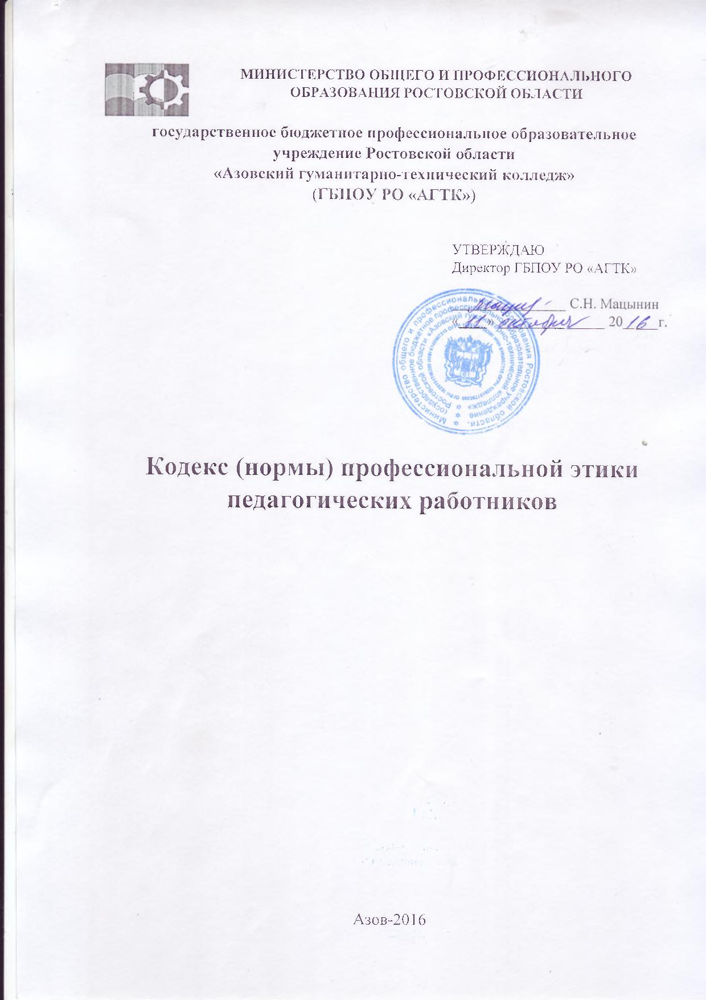 МИНИСТЕРСТВО ОБЩЕГО И ПРОФЕССИОНАЛЬНОГО
ОБРАЗОВАНИЯ РОСТОВСКОЙ ОБЛАСТИ
государственное бюджетное профессиональное образовательное
учреждение Ростовской области
«Азовский гуманитарно-технический колледж»
(ГБПОУ РО «АГТК»)
УТВЕРЖДАЮ
Директор ГБПОУ РО «АГТК»
С.Н. Мацынин
« 11 » октября 20 16 г.
Министерство общего и профессионального образования Ростовской области.
государственное бюджетное профессиональное образовательное учреждение
Ростовской области «Азовский гуманитарно-технический колледж»
Кодекс (нормы) профессиональной этики
педагогических работников
Азов-2016